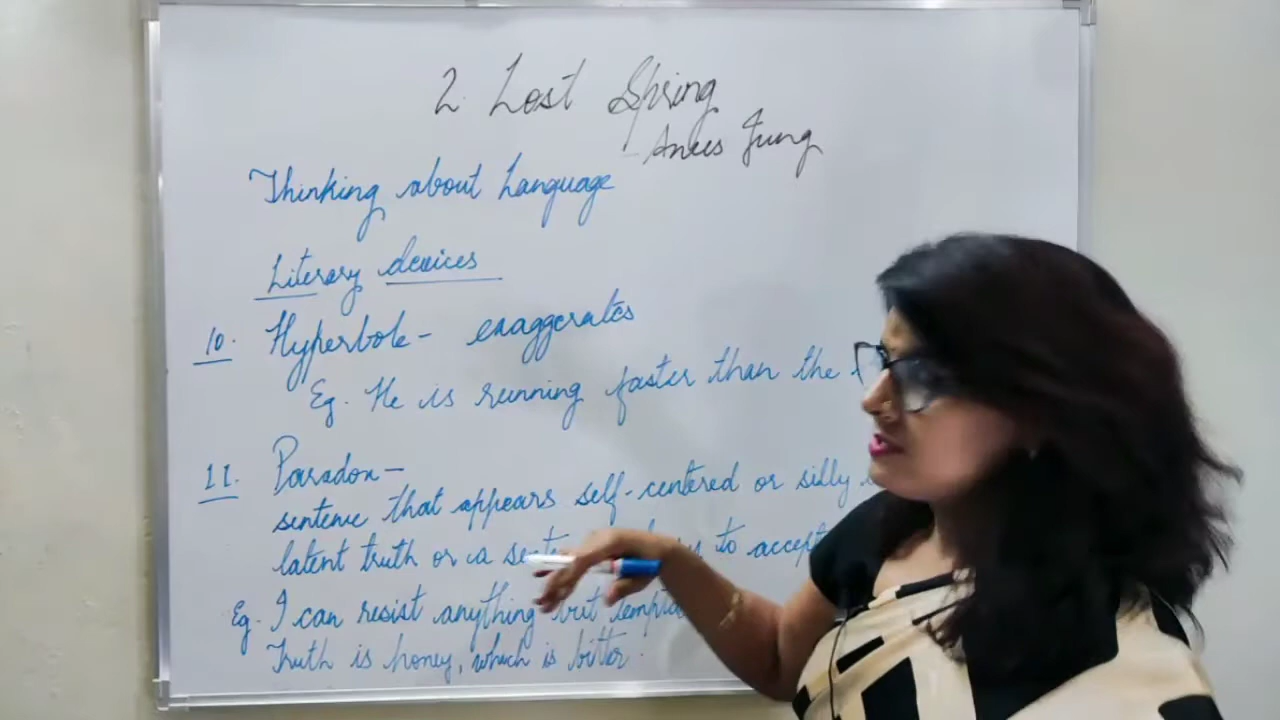 2. Lost Spring
- Anees Jung
Thinking about Language
Literary devices
10. Hyperbole - exaggerates
Eg. He is running faster than the
11. Paradox -
sentence that appears self-centered or silly
latent truth or a to accept
Eg. I can resist anything but
Truth is honey, which is bitter.